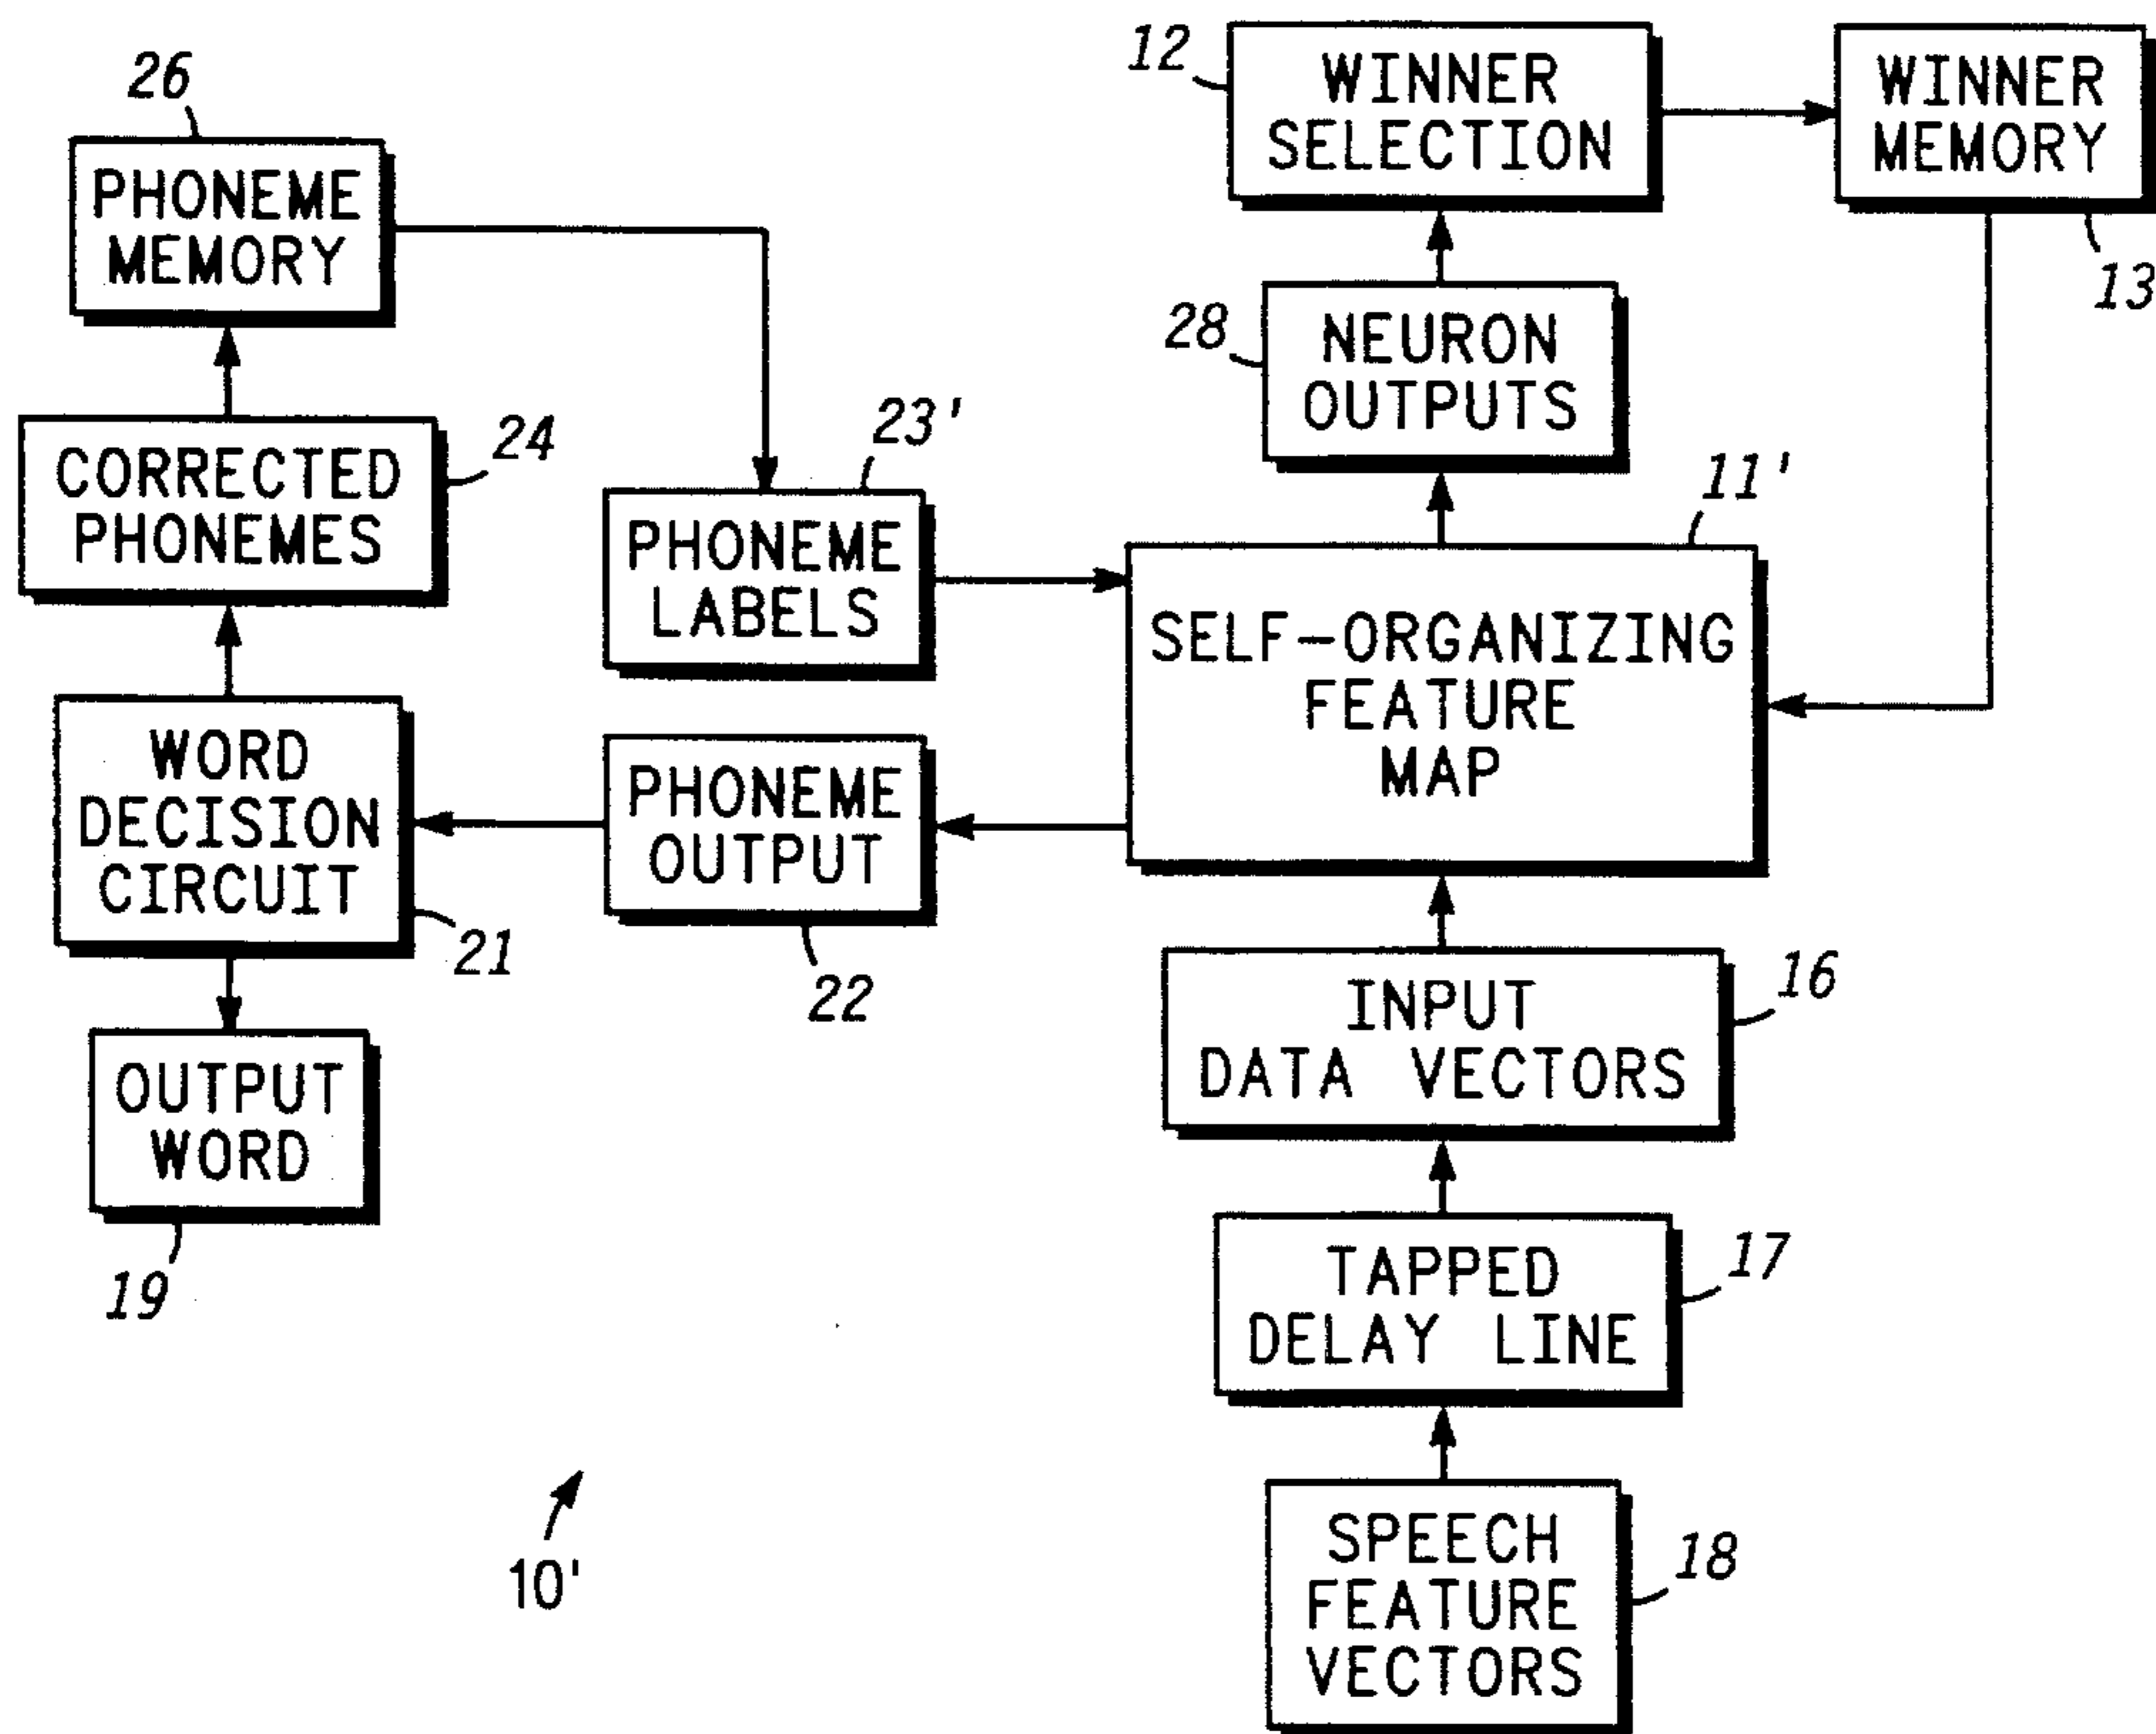 26
PHONEME
MEMORY
12
WINNER
SELECTION
WINNER
MEMORY
13
28
NEURON
OUTPUTS
CORRECTED
PHONEMES
24
23'
PHONEME
LABELS
11'
SELF-ORGANIZING
FEATURE
MAP
WORD
DECISION
CIRCUIT
21
PHONEME
OUTPUT
22
INPUT
DATA VECTORS
16
OUTPUT
WORD
19
TAPPED
DELAY LINE
17
10'
SPEECH
FEATURE
VECTORS
18